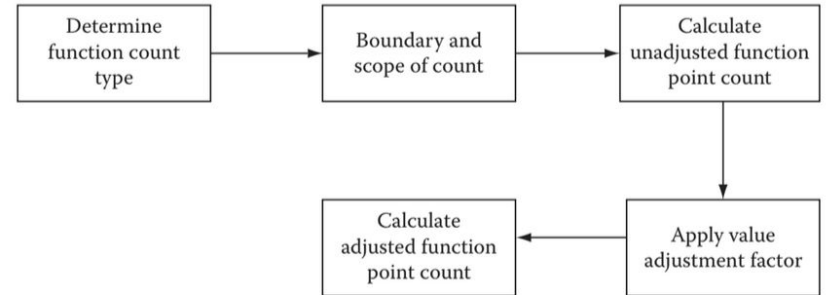 Determine
function count
type
Boundary and
scope of count
Calculate
unadjusted function
point count
Apply value
adjustment factor
Calculate
adjusted function
point count